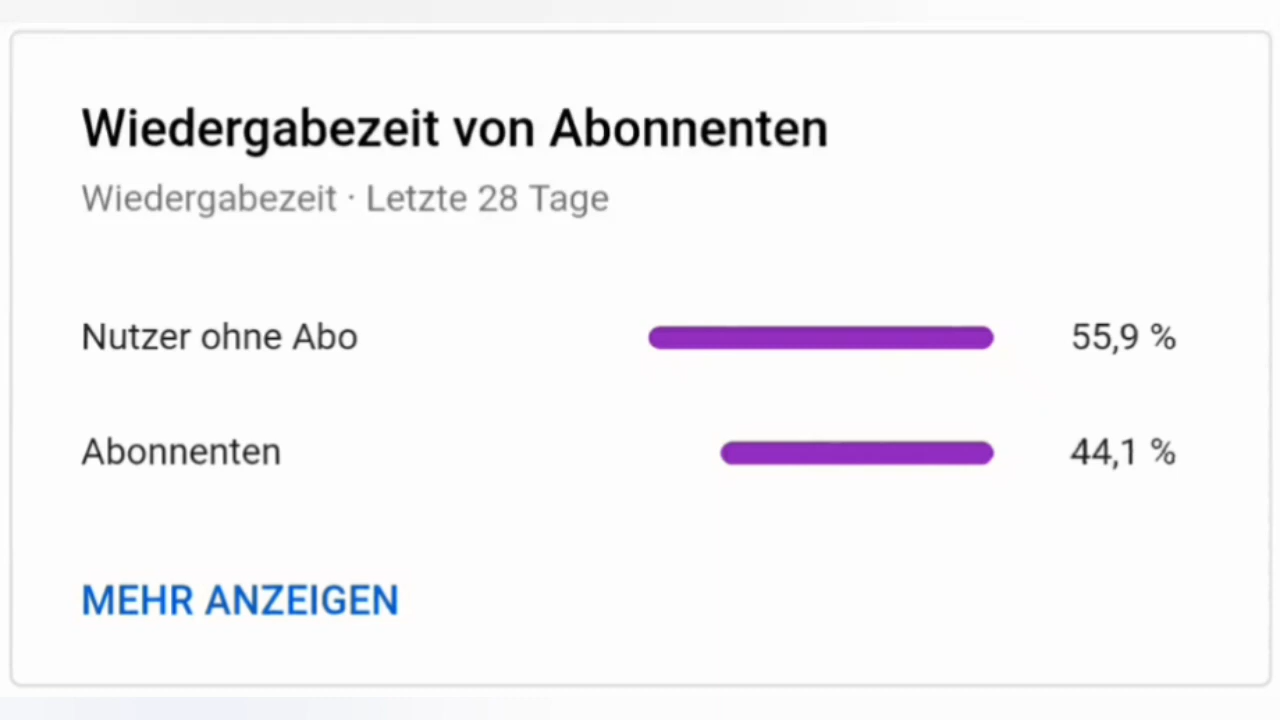 Wiedergabezeit von Abonnenten
Wiedergabezeit · Letzte 28 Tage
Nutzer ohne Abo 55,9 %
Abonnenten 44,1 %
MEHR ANZEIGEN